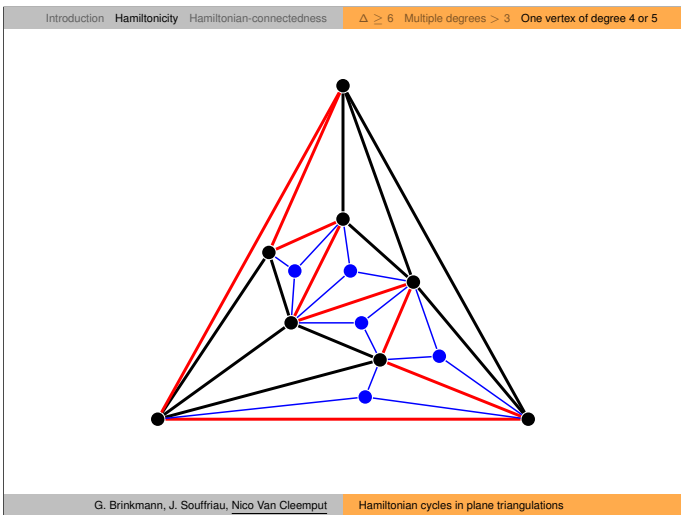 Introduction Hamiltonicity Hamiltonian-connectedness Δ ≥ 6 Multiple degrees > 3 One vertex of degree 4 or 5
G. Brinkmann, J. Souffriau, Nico Van Cleemput Hamiltonian cycles in plane triangulations